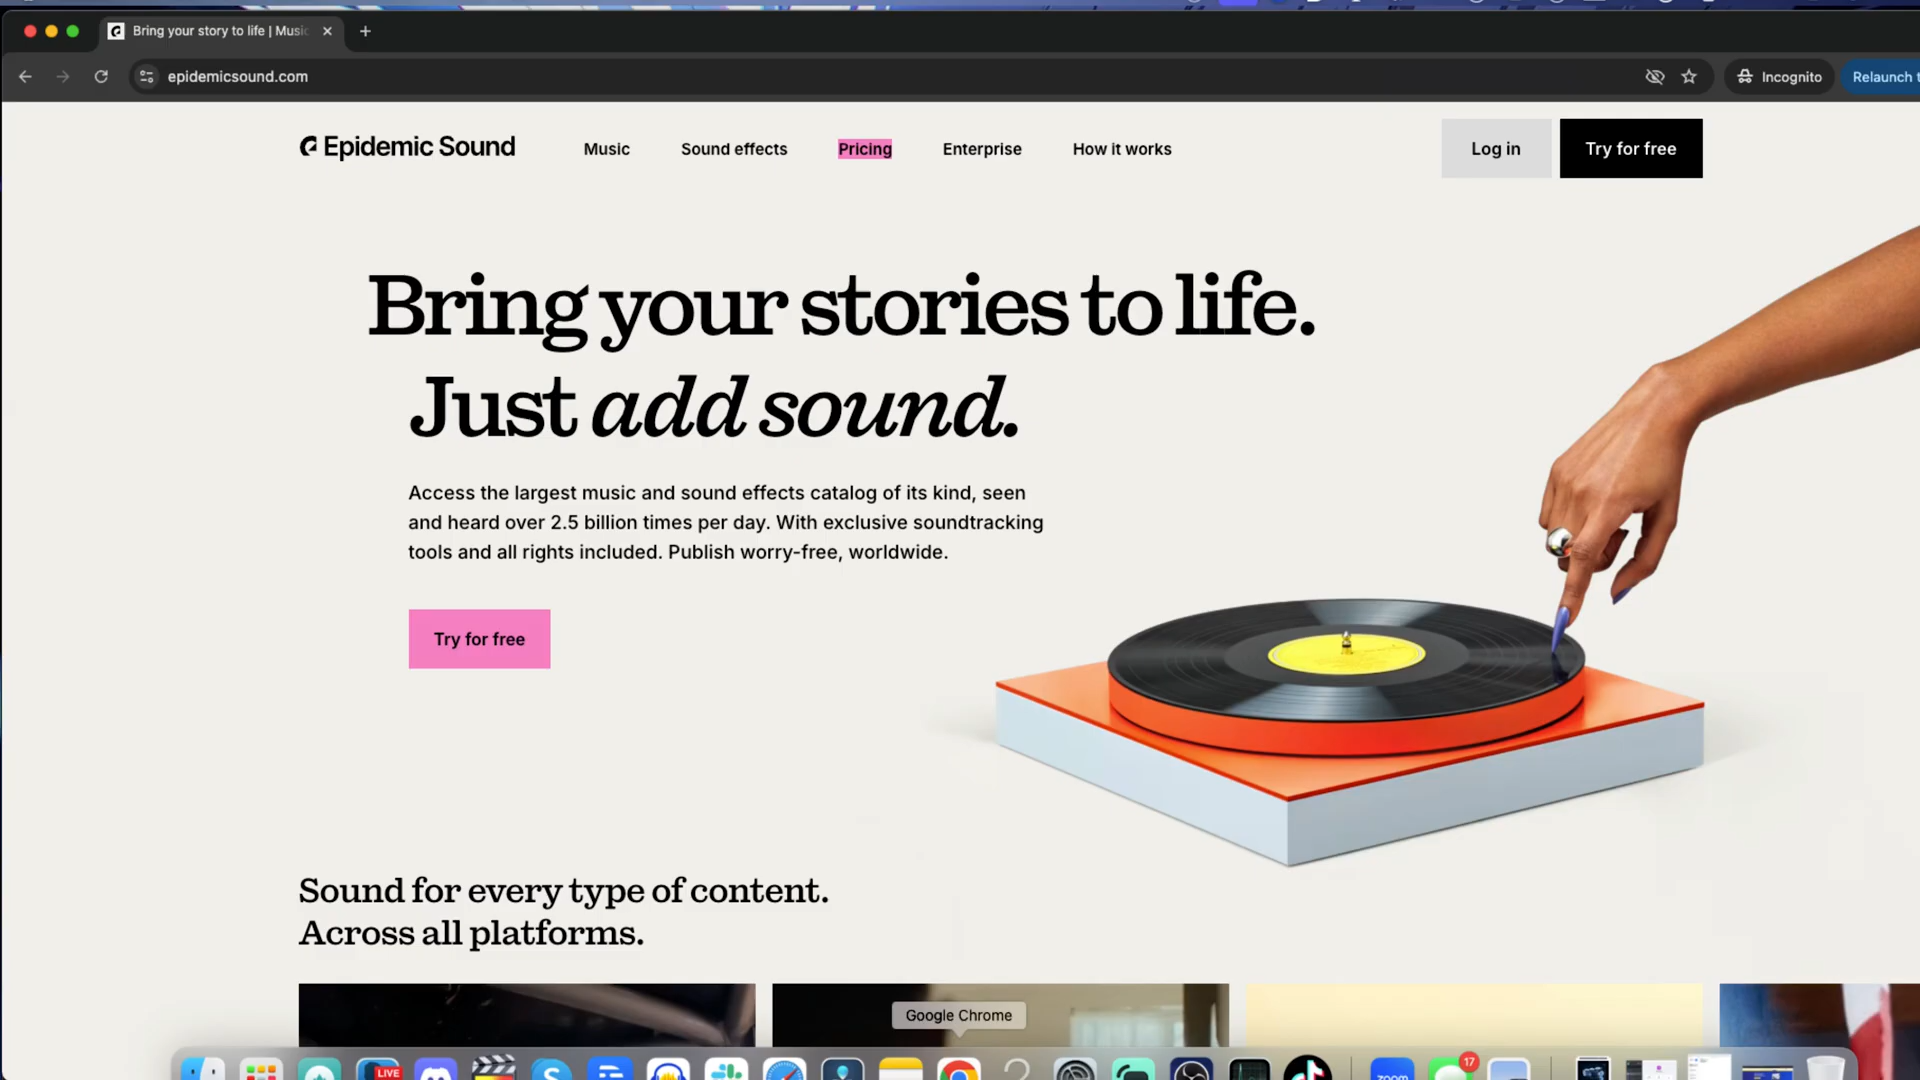 Bring your story to life | Music
epidemicsound.com
Incognito
Relaunch t
Epidemic Sound
Music
Sound effects
Pricing
Enterprise
How it works
Log in
Try for free
Bring your stories to life.
Just add sound.
Access the largest music and sound effects catalog of its kind, seen
and heard over 2.5 billion times per day. With exclusive soundtracking
tools and all rights included. Publish worry-free, worldwide.
Try for free
Sound for every type of content.
Across all platforms.
Google Chrome
LIVE
17
zoom